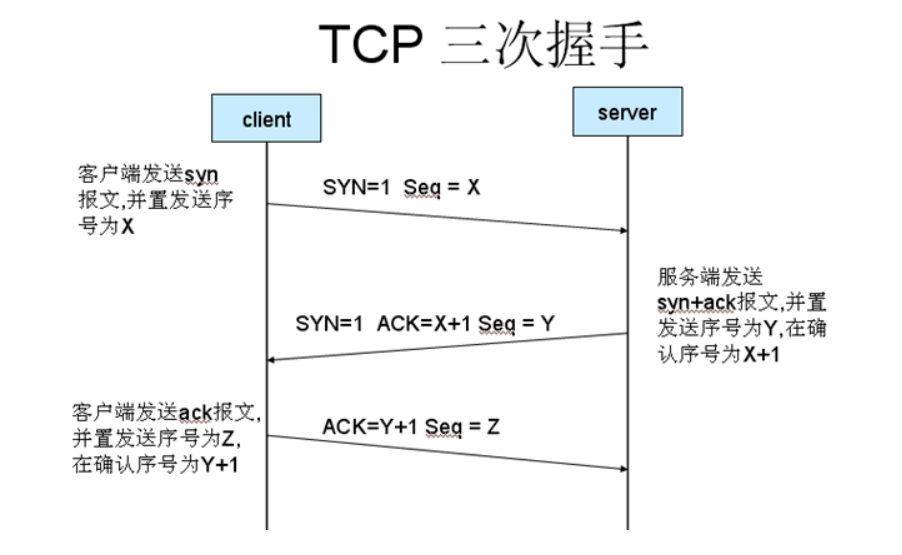 TCP 三次握手
client
server
客户端发送syn
报文,并置发送序
号为X
SYN=1 Seq = X
服务端发送
syn+ack报文,并置
发送序号为Y,在确
认序号为X+1
SYN=1 ACK=X+1 Seq = Y
客户端发送ack报文,
并置发送序号为Z,
在确认序号为Y+1
ACK=Y+1 Seq = Z